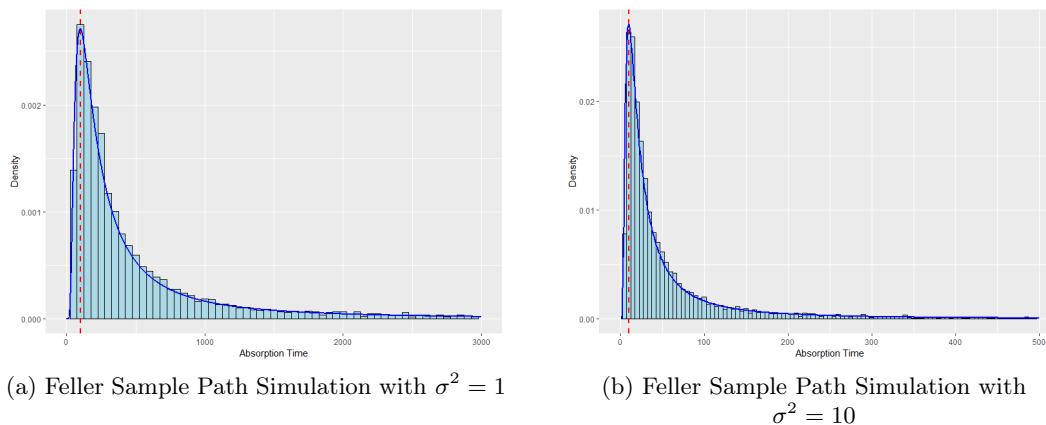 0.002
0.001
0.000
Density
0
1000
2000
3000
Absorption Time
(a) Feller Sample Path Simulation with σ² = 1
0.02
0.01
0.00
Density
0
100
200
300
400
500
Absorption Time
(b) Feller Sample Path Simulation with
σ² = 10